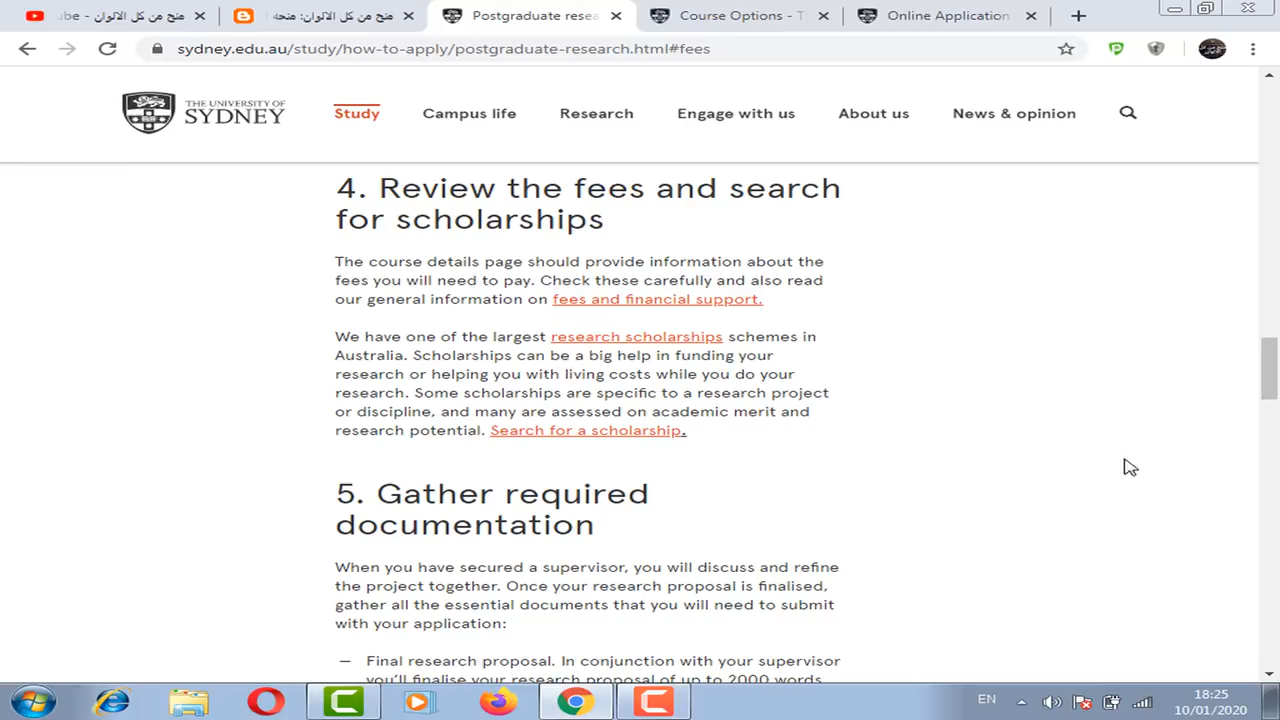 ube - منح من كل الالوان
منح من كل الالوان: منحة
Postgraduate resea
Course Options - T
Online Application
sydney.edu.au/study/how-to-apply/postgraduate-research.html#fees
THE UNIVERSITY OF
SYDNEY
Study
Campus life
Research
Engage with us
About us
News & opinion
4. Review the fees and search
for scholarships
The course details page should provide information about the
fees you will need to pay. Check these carefully and also read
our general information on fees and financial support.
We have one of the largest research scholarships schemes in
Australia. Scholarships can be a big help in funding your
research or helping you with living costs while you do your
research. Some scholarships are specific to a research project
or discipline, and many are assessed on academic merit and
research potential. Search for a scholarship.
5. Gather required
documentation
When you have secured a supervisor, you will discuss and refine
the project together. Once your research proposal is finalised,
gather all the essential documents that you will need to submit
with your application:
— Final research proposal. In conjunction with your supervisor
you'll finalise your research proposal of up to 2000 words
EN
18:25
10/01/2020